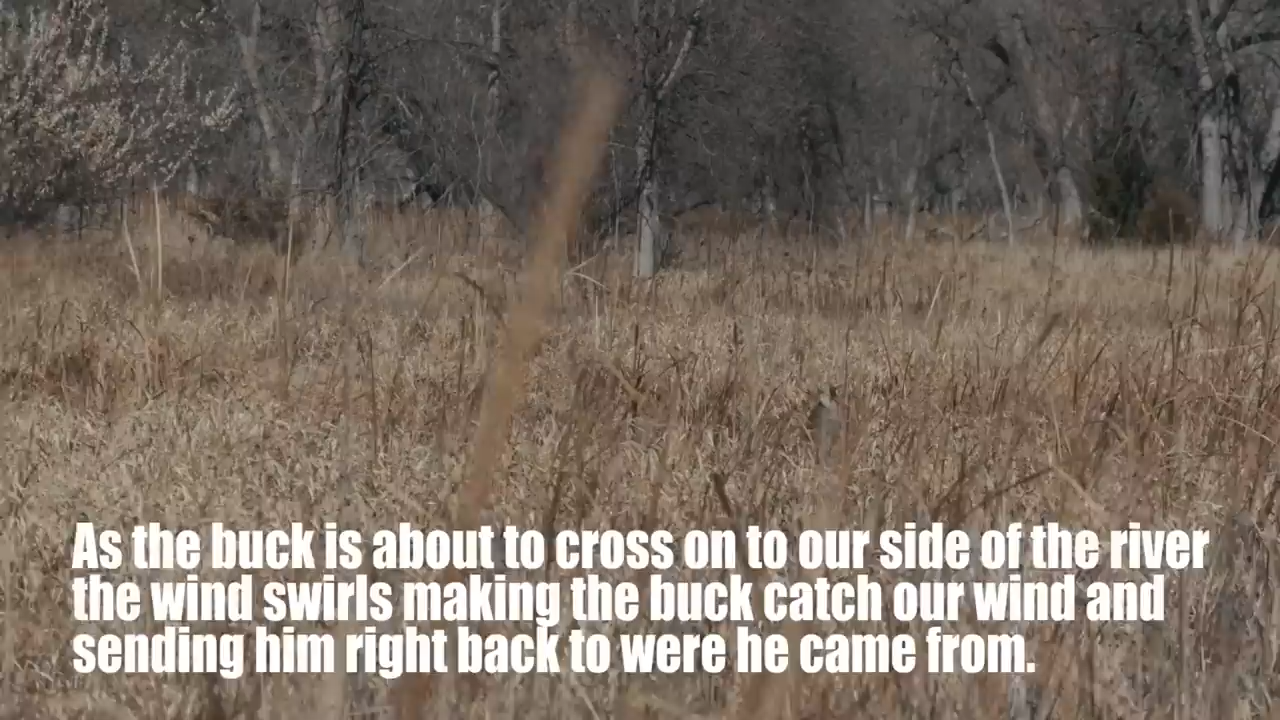 As the buck is about to cross on to our side of the river
the wind swirls making the buck catch our wind and
sending him right back to were he came from.